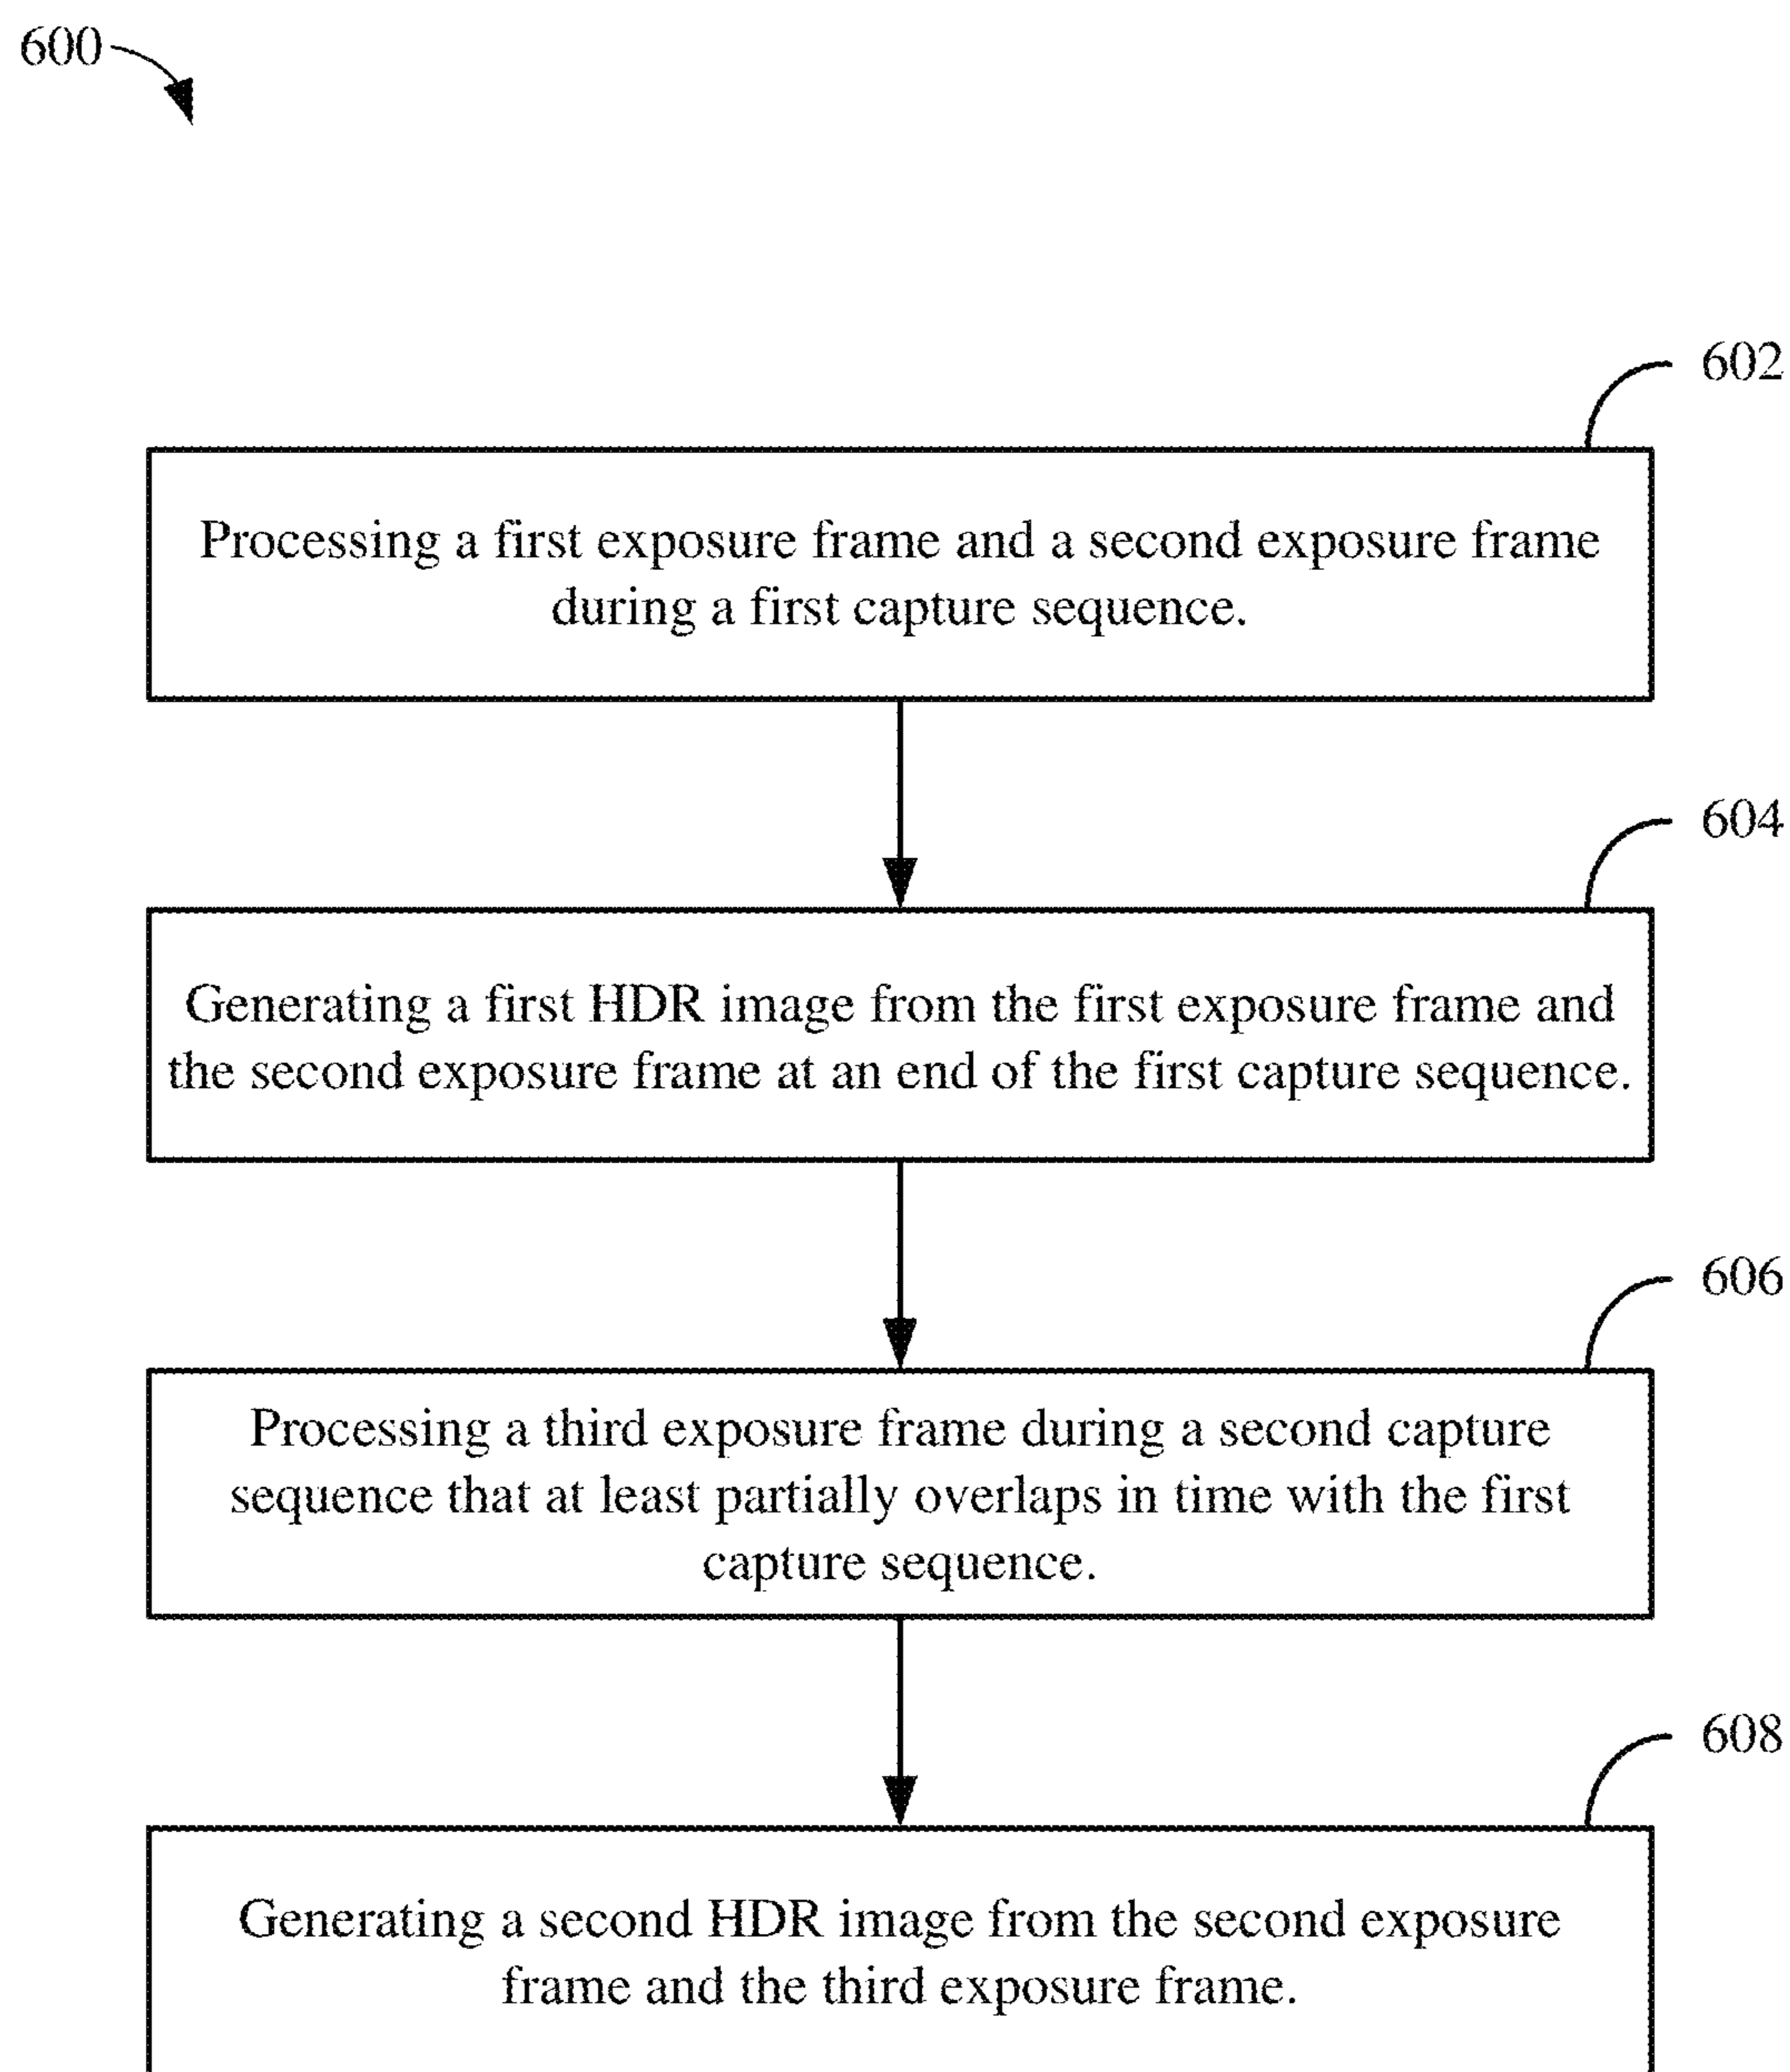 600
602
Processing a first exposure frame and a second exposure frame
during a first capture sequence.
604
Generating a first HDR image from the first exposure frame and
the second exposure frame at an end of the first capture sequence.
606
Processing a third exposure frame during a second capture
sequence that at least partially overlaps in time with the first
capture sequence.
608
Generating a second HDR image from the second exposure
frame and the third exposure frame.